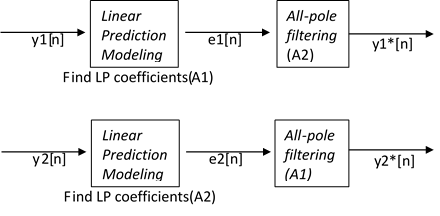 Linear
Prediction
Modeling
All-pole
filtering
(A2)
y1[n]
e1[n]
y1*[n]
Find LP coefficients(A1)
Linear
Prediction
Modeling
All-pole
filtering
(A1)
y2[n]
e2[n]
y2*[n]
Find LP coefficients(A2)